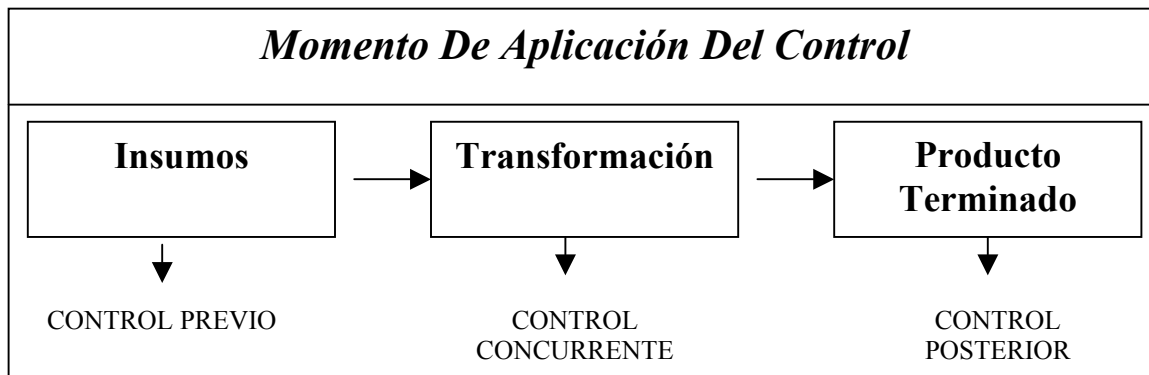 Momento De Aplicación Del Control
Insumos
Transformación
Producto
Terminado
CONTROL PREVIO
CONTROL
CONCURRENTE
CONTROL
POSTERIOR